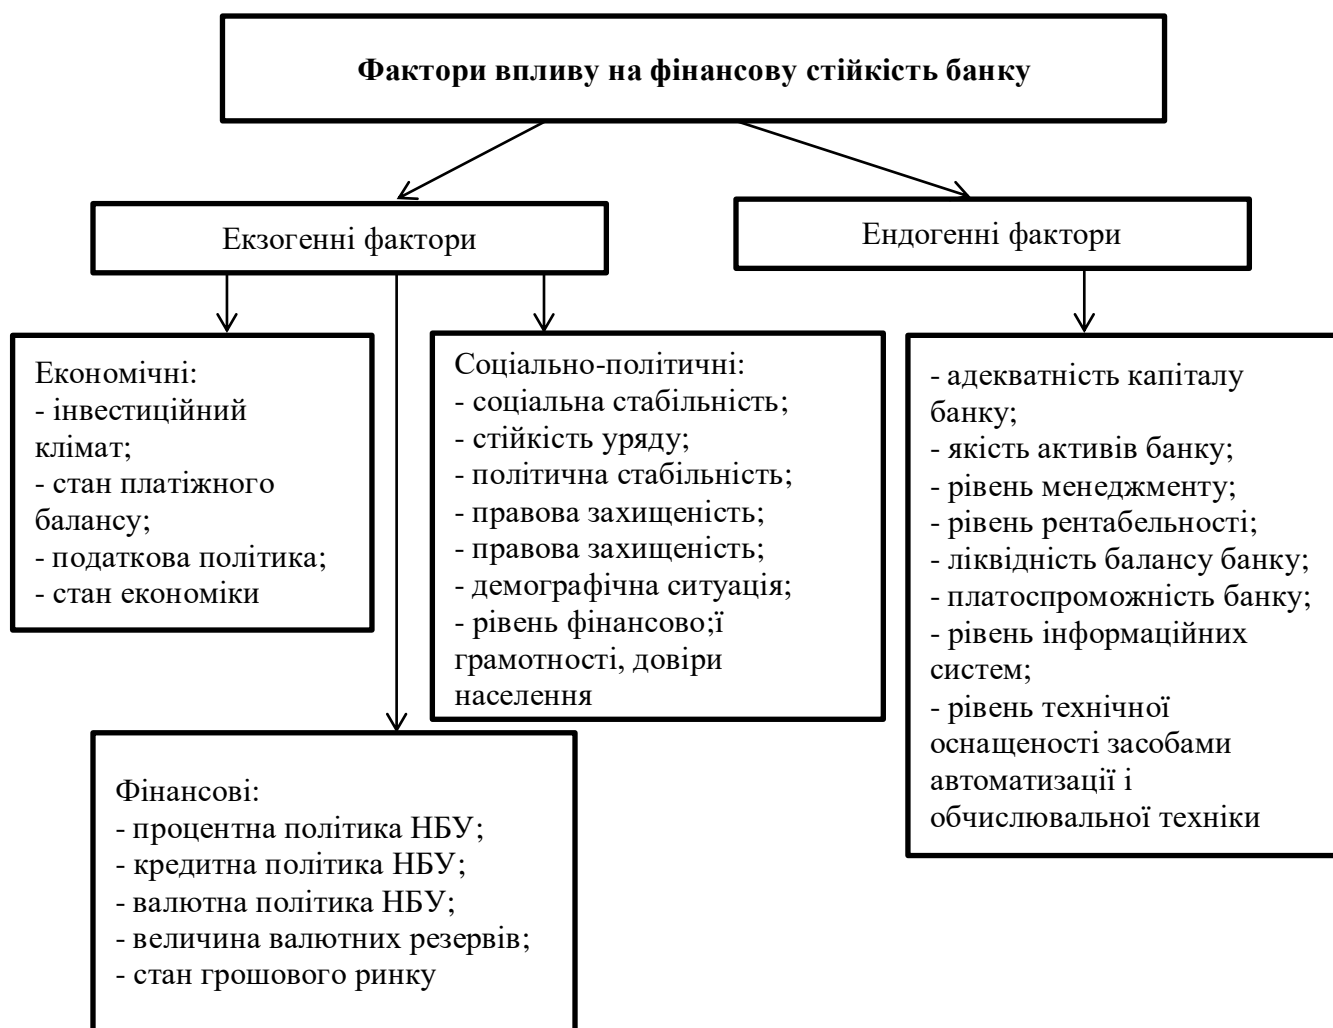 Фактори впливу на фінансову стійкість банку
Екзогенні фактори
Ендогенні фактори
Економічні:
- інвестиційний
клімат;
- стан платіжного
балансу;
- податкова політика;
- стан економіки
Соціально-політичні:
- соціальна стабільність;
- стійкість уряду;
- політична стабільність;
- правова захищеність;
- правова захищеність;
- демографічна ситуація;
- рівень фінансово;ї
грамотності, довіри
населення
- адекватність капіталу
банку;
- якість активів банку;
- рівень менеджменту;
- рівень рентабельності;
- ліквідність балансу банку;
- платоспроможність банку;
- рівень інформаційних
систем;
- рівень технічної
оснащеності засобами
автоматизації і
обчислювальної техніки
Фінансові:
- процентна політика НБУ;
- кредитна політика НБУ;
- валютна політика НБУ;
- величина валютних резервів;
- стан грошового ринку